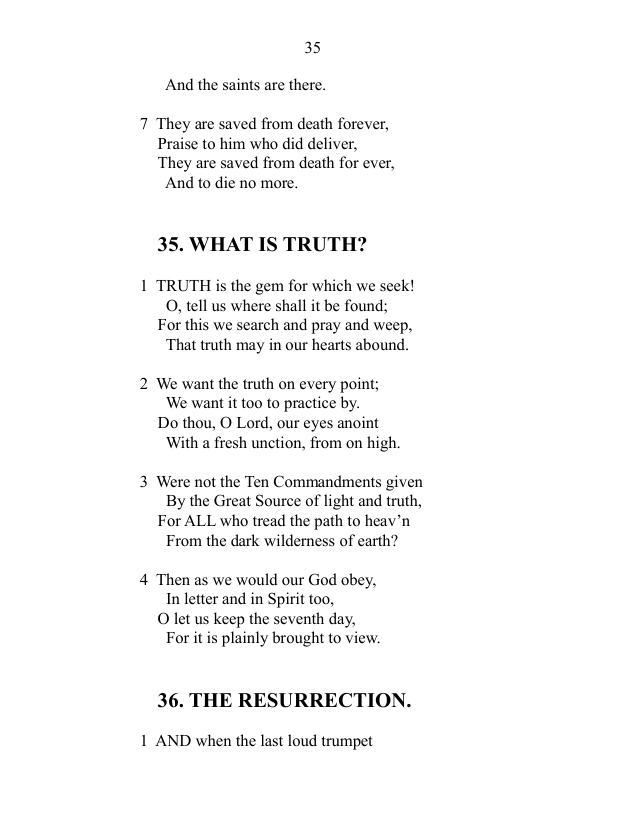 35
And the saints are there.
7 They are saved from death forever,
Praise to him who did deliver,
They are saved from death for ever,
And to die no more.
35. WHAT IS TRUTH?
1 TRUTH is the gem for which we seek!
O, tell us where shall it be found;
For this we search and pray and weep,
That truth may in our hearts abound.
2 We want the truth on every point;
We want it too to practice by.
Do thou, O Lord, our eyes anoint
With a fresh unction, from on high.
3 Were not the Ten Commandments given
By the Great Source of light and truth,
For ALL who tread the path to heav’n
From the dark wilderness of earth?
4 Then as we would our God obey,
In letter and in Spirit too,
O let us keep the seventh day,
For it is plainly brought to view.
36. THE RESURRECTION.
1 AND when the last loud trumpet